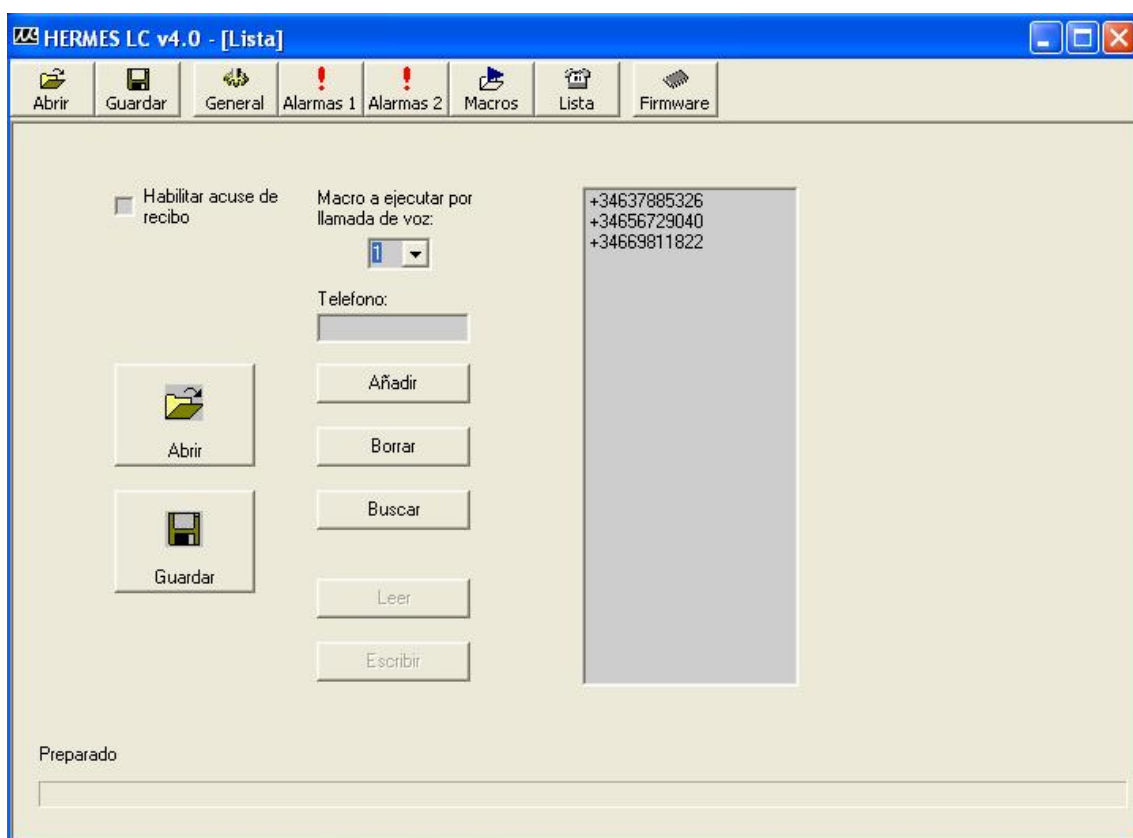 HERMES LC v4.0 - [Lista]
Abrir Guardar General Alarmas 1 Alarmas 2 Macros Lista Firmware
Habilitar acuse de
recibo
Macro a ejecutar por
llamada de voz:
1
Telefono:
Añadir
Borrar
Buscar
Leer
Escribir
Abrir
Guardar
+34637885326
+34656729040
+34669811822
Preparado